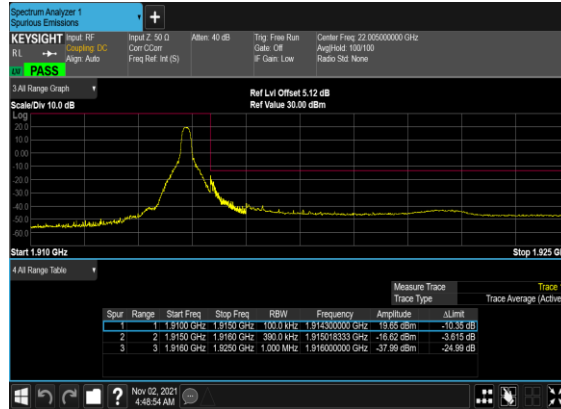 Spectrum Analyzer 1
Spurious Emissions
+
KEYSIGHT Input: RF Input Z: 50 Ω Atten: 40 dB Trig: Free Run Center Freq: 22.005000000 GHz
RL Coupling: DC Corr CCorr Gate: Off Avg|Hold: 100/100
Align: Auto Freq Ref: Int (S) IF Gain: Low Radio Std: None
PASS
3 All Range Graph
Ref Lvl Offset 5.12 dB
Scale/Div 10.0 dB Ref Value 30.00 dBm
Log
20.0
10.0
0.00
-10.0
-20.0
-30.0
-40.0
-50.0
-60.0
Start 1.910 GHz Stop 1.925 G
4 All Range Table
Measure Trace Trace
Trace Type Trace Average (Active
Spur Range Start Freq Stop Freq RBW Frequency Amplitude ΔLimit
1 1 1.9100 GHz 1.9150 GHz 100.0 kHz 1.914300000 GHz 19.65 dBm -10.35 dB
2 2 1.9150 GHz 1.9160 GHz 390.0 kHz 1.915018333 GHz -16.62 dBm -3.615 dB
3 3 1.9160 GHz 1.9250 GHz 1.000 MHz 1.916000000 GHz -37.99 dBm -24.99 dB
? Nov 02, 2021
4:48:54 AM